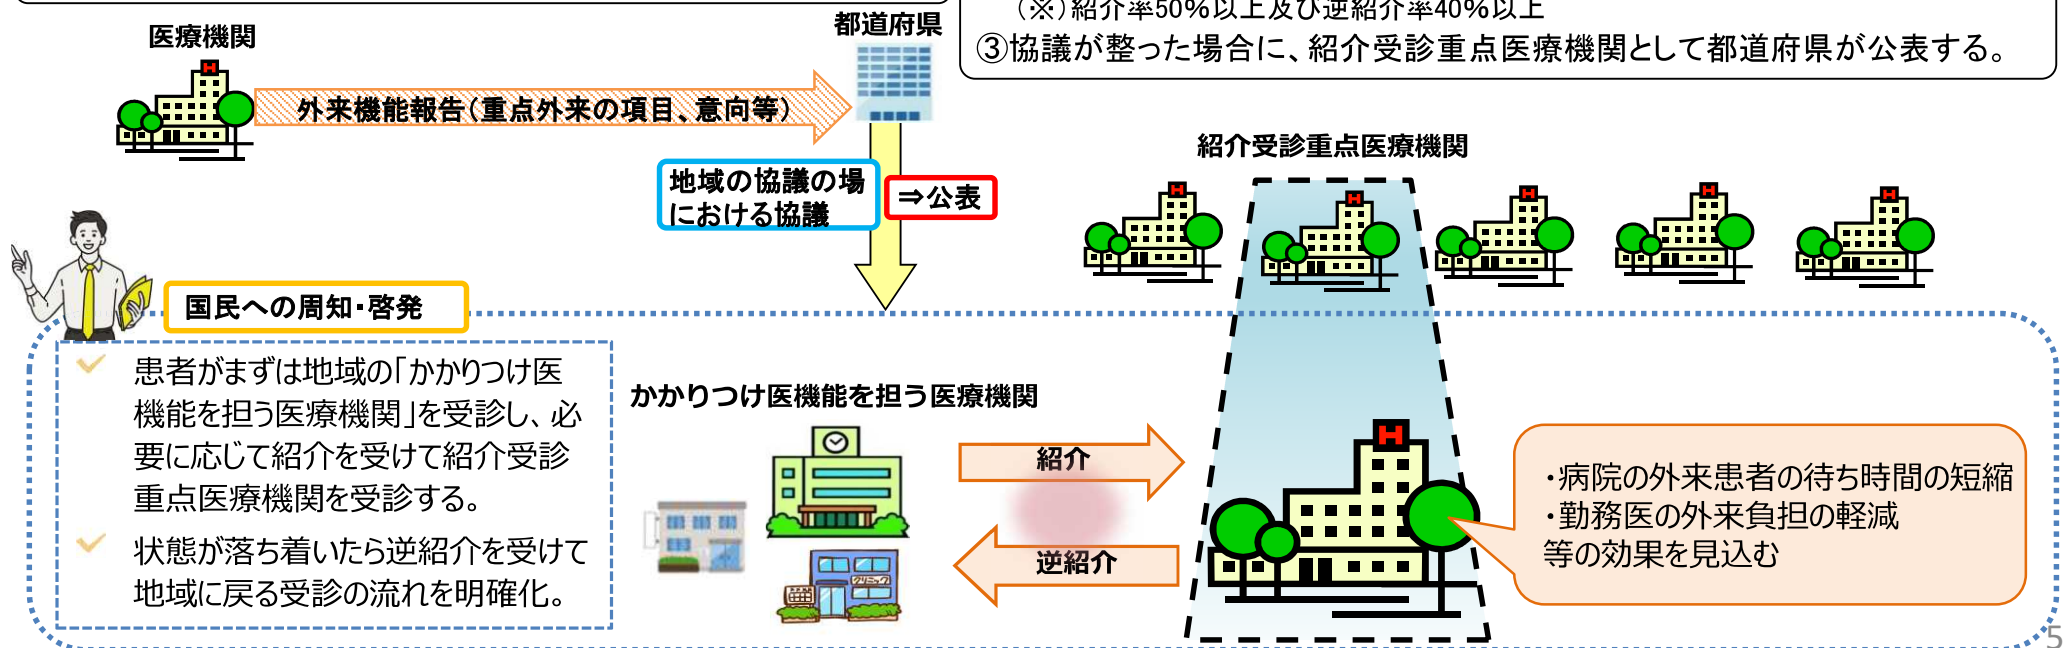 (※)紹介率50%以上及び逆紹介率40%以上
③協議が整った場合に、紹介受診重点医療機関として都道府県が公表する。
医療機関
都道府県
外来機能報告(重点外来の項目、意向等)
地域の協議の場
における協議
⇒公表
紹介受診重点医療機関
国民への周知・啓発
患者がまずは地域の「かかりつけ医
機能を担う医療機関」を受診し、必
要に応じて紹介を受けて紹介受診
重点医療機関を受診する。
状態が落ち着いたら逆紹介を受けて
地域に戻る受診の流れを明確化。
かかりつけ医機能を担う医療機関
クリニック
紹介
逆紹介
・病院の外来患者の待ち時間の短縮
・勤務医の外来負担の軽減
等の効果を見込む
H
H
H
H
H
H
H
5